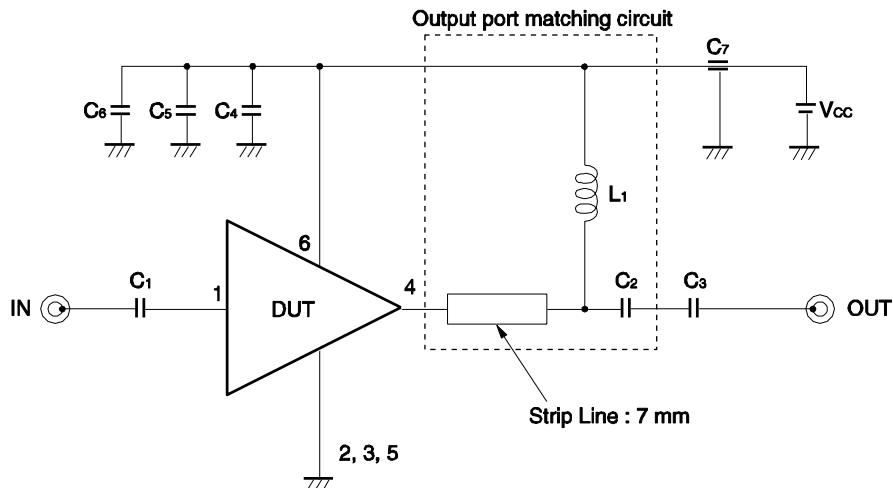 Output port matching circuit
C7
C6
C5
C4
VCC
L1
6
4
C1
1
C2
C3
IN
DUT
OUT
Strip Line : 7 mm
2, 3, 5